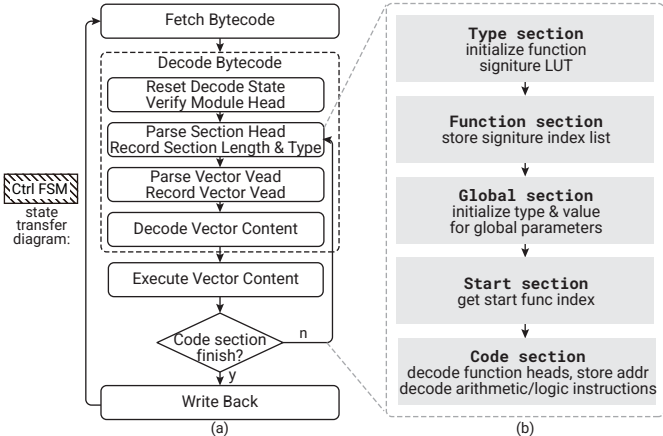 Fetch Bytecode
Decode Bytecode
Reset Decode State
Verify Module Head
Parse Section Head
Record Section Length & Type
Parse Vector Vead
Record Vector Vead
Decode Vector Content
Execute Vector Content
Code section
finish?
n
y
Write Back
(a)
Ctrl FSM
state
transfer
diagram:
Type section
initialize function
signiture LUT
Function section
store signiture index list
Global section
initialize type & value
for global parameters
Start section
get start func index
Code section
decode function heads, store addr
decode arithmetic/logic instructions
(b)